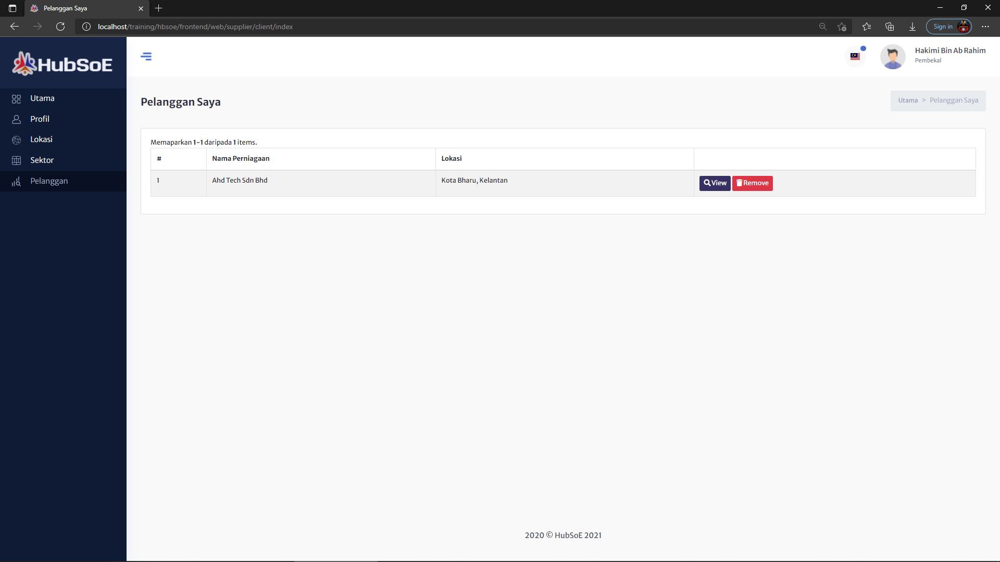 Pelanggan Saya
localhost/training/hbsoe/frontend/web/supplier/client/index
Sign in
HubSoE
Hakimi Bin Ab Rahim
Pembekal
Utama
Profil
Lokasi
Sektor
Pelanggan
Pelanggan Saya
Utama > Pelanggan Saya
Memaparkan 1-1 daripada 1 items.
# Nama Perniagaan Lokasi
1 Ahd Tech Sdn Bhd Kota Bharu, Kelantan View Remove
2020 © HubSoE 2021